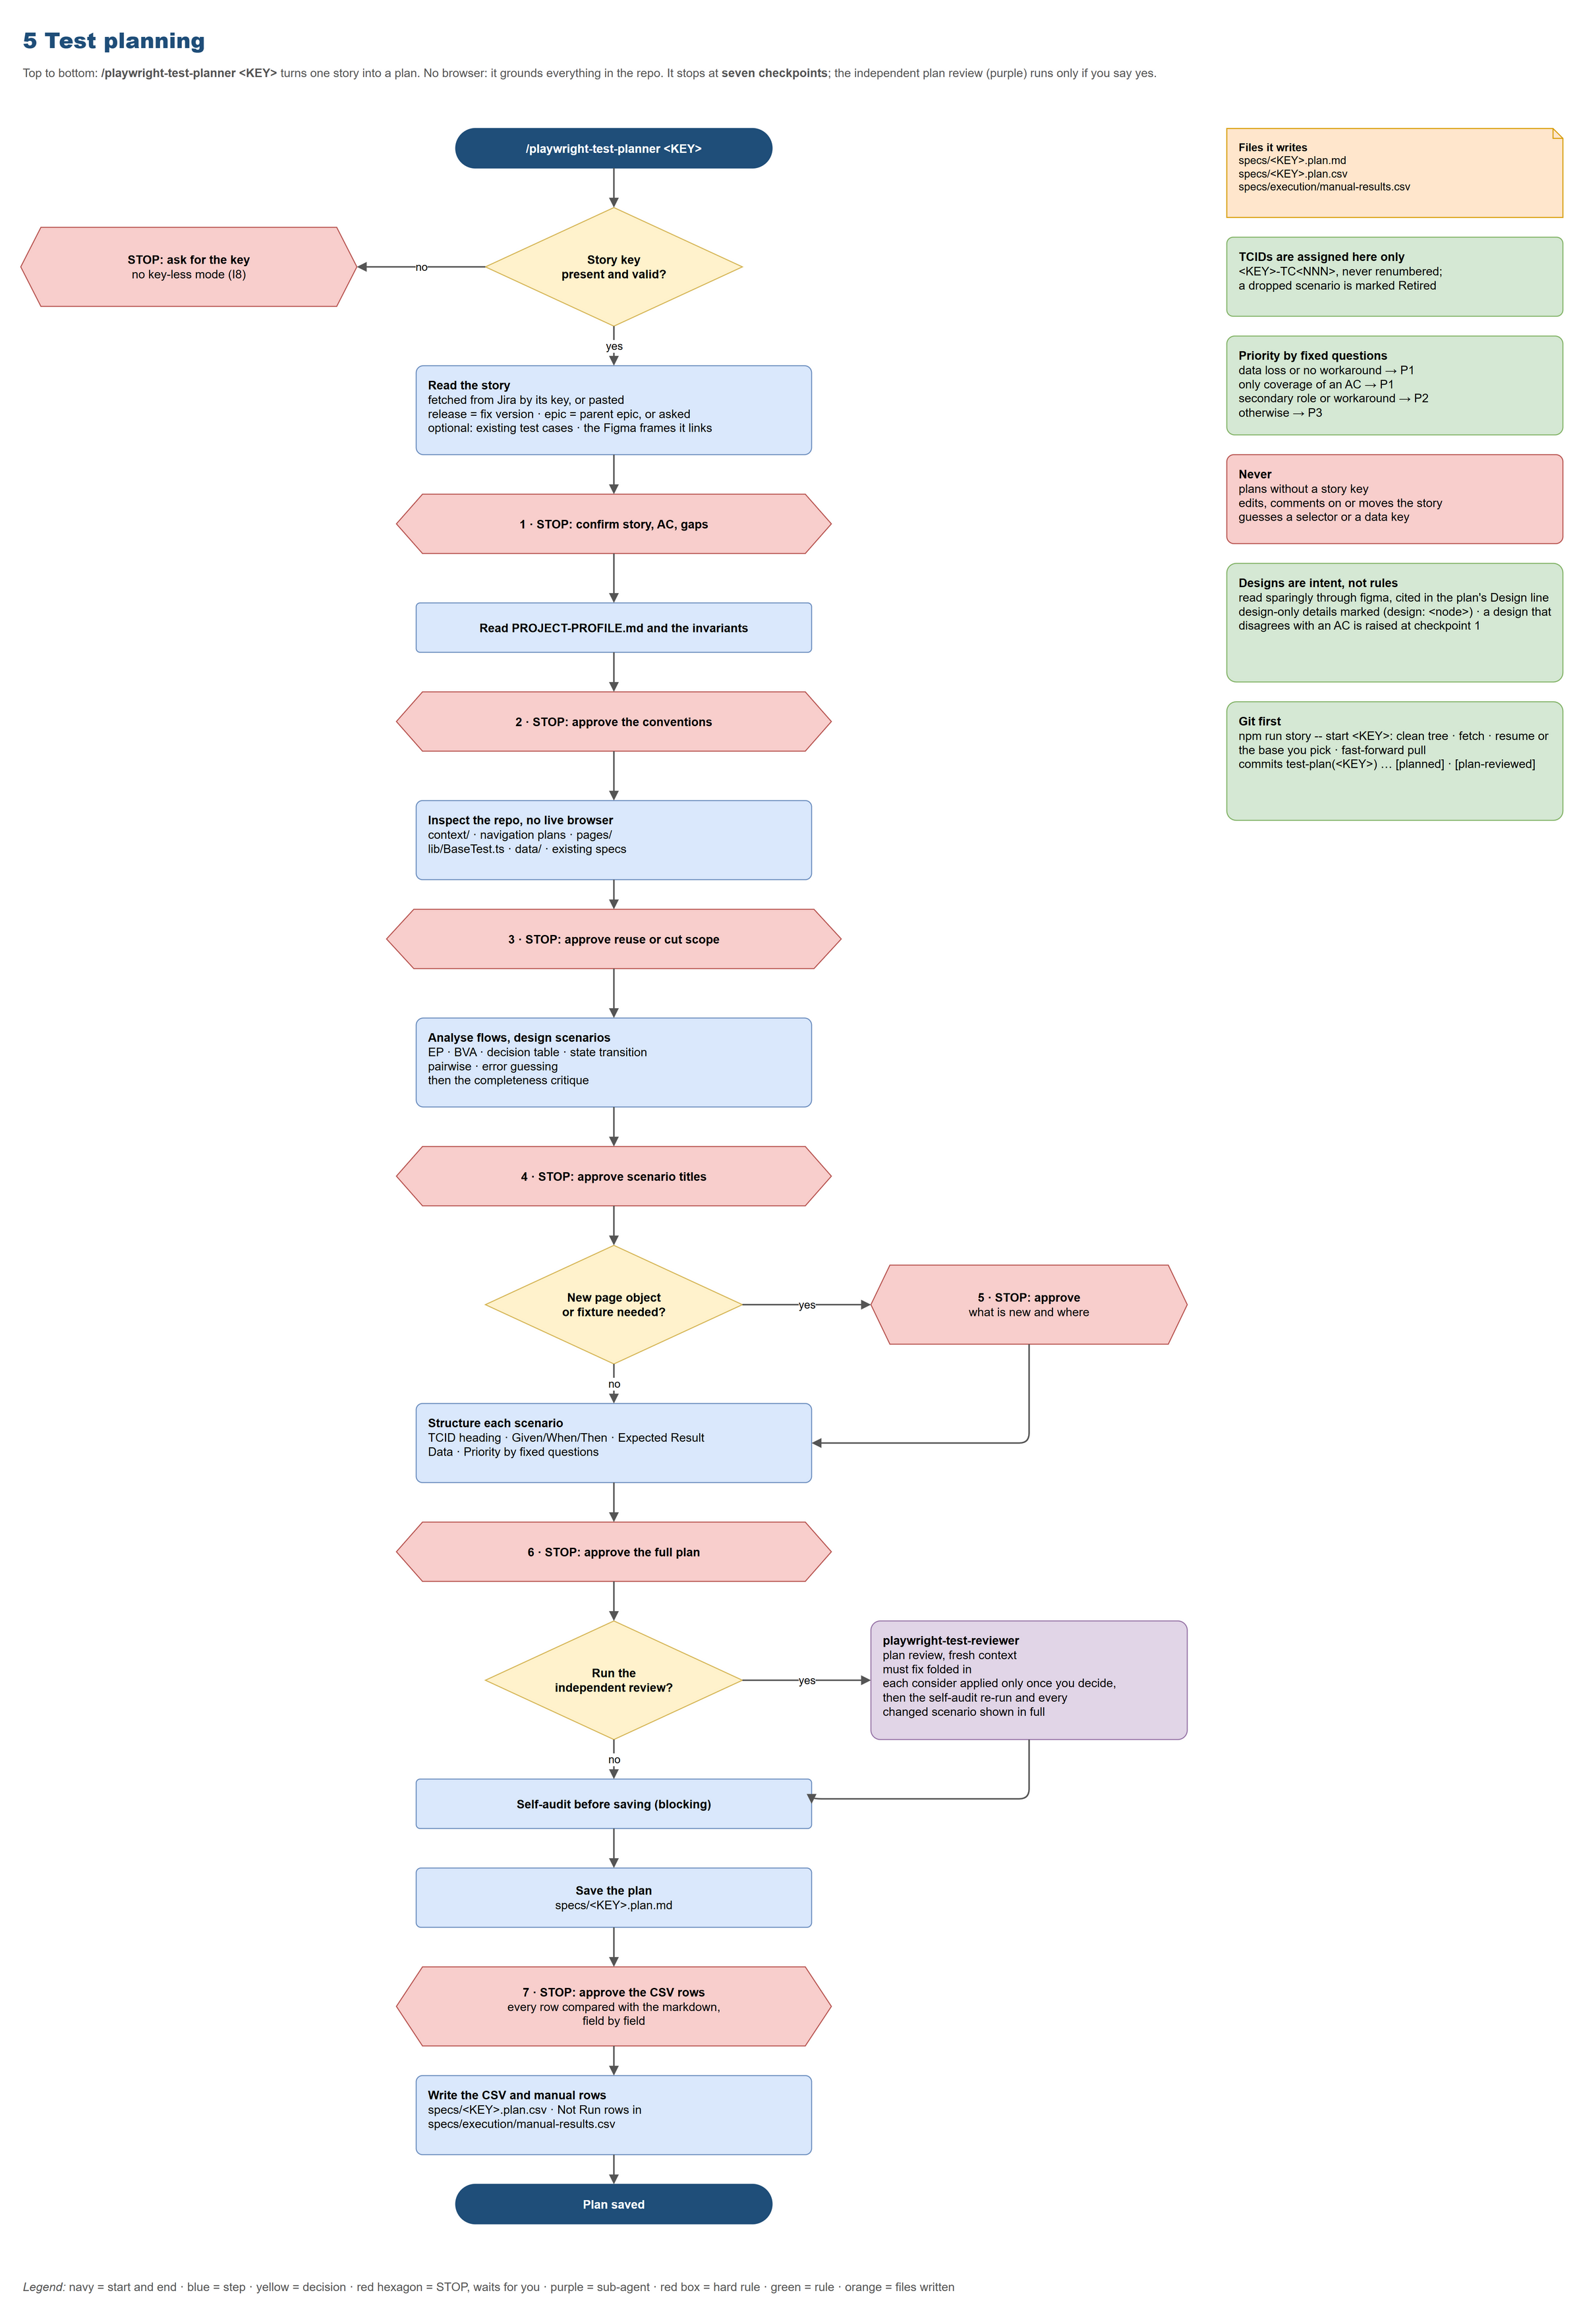 5 Test planning
Top to bottom: /playwright-test-planner <KEY> turns one story into a plan. No browser: it grounds everything in the repo. It stops at seven checkpoints; the independent plan review (purple) runs only if you say yes.
/playwright-test-planner <KEY>
Story key
present and valid?
no
STOP: ask for the key
no key-less mode (I8)
yes
Read the story
fetched from Jira by its key, or pasted
release = fix version · epic = parent epic, or asked
optional: existing test cases · the Figma frames it links
1 · STOP: confirm story, AC, gaps
Read PROJECT-PROFILE.md and the invariants
2 · STOP: approve the conventions
Inspect the repo, no live browser
context/ · navigation plans · pages/
lib/BaseTest.ts · data/ · existing specs
3 · STOP: approve reuse or cut scope
Analyse flows, design scenarios
EP · BVA · decision table · state transition
pairwise · error guessing
then the completeness critique
4 · STOP: approve scenario titles
New page object
or fixture needed?
yes
5 · STOP: approve
what is new and where
no
Structure each scenario
TCID heading · Given/When/Then · Expected Result
Data · Priority by fixed questions
6 · STOP: approve the full plan
Run the
independent review?
yes
playwright-test-reviewer
plan review, fresh context
must fix folded in
each consider applied only once you decide,
then the self-audit re-run and every
changed scenario shown in full
no
Self-audit before saving (blocking)
Save the plan
specs/<KEY>.plan.md
7 · STOP: approve the CSV rows
every row compared with the markdown,
field by field
Write the CSV and manual rows
specs/<KEY>.plan.csv · Not Run rows in
specs/execution/manual-results.csv
Plan saved
Files it writes
specs/<KEY>.plan.md
specs/<KEY>.plan.csv
specs/execution/manual-results.csv
TCIDs are assigned here only
<KEY>-TC<NNN>, never renumbered;
a dropped scenario is marked Retired
Priority by fixed questions
data loss or no workaround → P1
only coverage of an AC → P1
secondary role or workaround → P2
otherwise → P3
Never
plans without a story key
edits, comments on or moves the story
guesses a selector or a data key
Designs are intent, not rules
read sparingly through figma, cited in the plan's Design line
design-only details marked (design: <node>) · a design that
disagrees with an AC is raised at checkpoint 1
Git first
npm run story -- start <KEY>: clean tree · fetch · resume or
the base you pick · fast-forward pull
commits test-plan(<KEY>) … [planned] · [plan-reviewed]
Legend: navy = start and end · blue = step · yellow = decision · red hexagon = STOP, waits for you · purple = sub-agent · red box = hard rule · green = rule · orange = files written